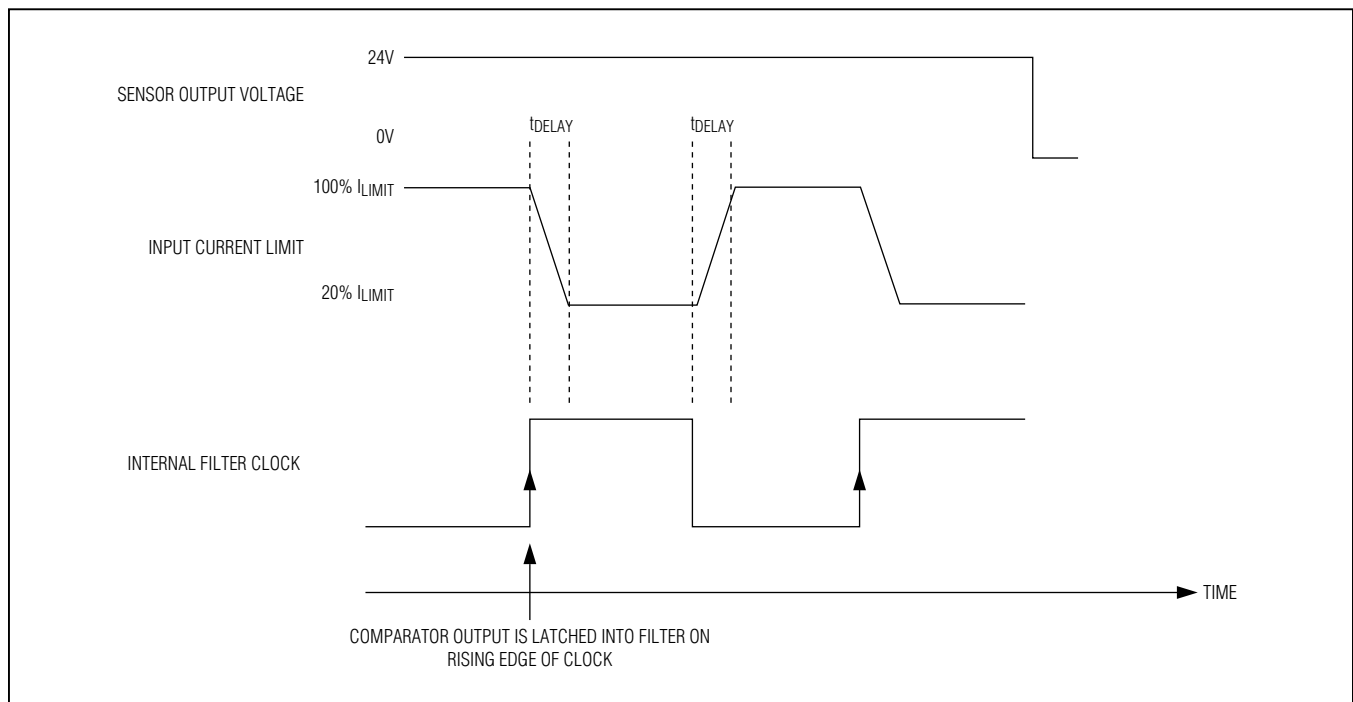 24V
SENSOR OUTPUT VOLTAGE
0V
tDELAY
tDELAY
100% ILIMIT
INPUT CURRENT LIMIT
20% ILIMIT
INTERNAL FILTER CLOCK
TIME
COMPARATOR OUTPUT IS LATCHED INTO FILTER ON
RISING EDGE OF CLOCK